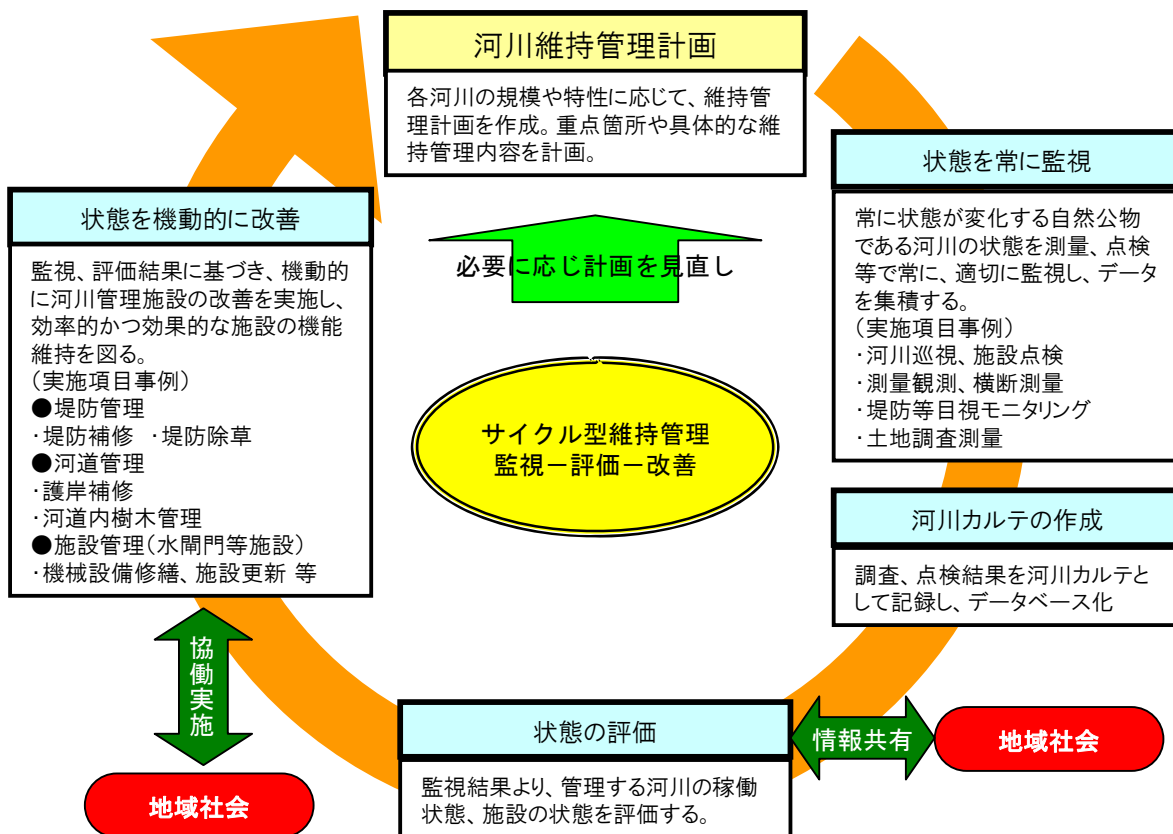 河川維持管理計画
各河川の規模や特性に応じて、維持管
理計画を作成。重点箇所や具体的な維
持管理内容を計画。
状態を常に監視
常に状態が変化する自然公物
である河川の状態を測量、点検
等で常に、適切に監視し、データ
を集積する。
(実施項目事例)
・河川巡視、施設点検
・測量観測、横断測量
・堤防等目視モニタリング
・土地調査測量
河川カルテの作成
調査、点検結果を河川カルテと
して記録し、データベース化
状態の評価
監視結果より、管理する河川の稼働
状態、施設の状態を評価する。
情報共有
地域社会
状態を機動的に改善
監視、評価結果に基づき、機動的
に河川管理施設の改善を実施し、
効率的かつ効果的な施設の機能
維持を図る。
(実施項目事例)
●堤防管理
・堤防補修 ・堤防除草
●河道管理
・護岸補修
・河道内樹木管理
●施設管理(水閘門等施設)
・機械設備修繕、施設更新 等
協働実施
地域社会
必要に応じ計画を見直し
サイクル型維持管理
監視－評価－改善